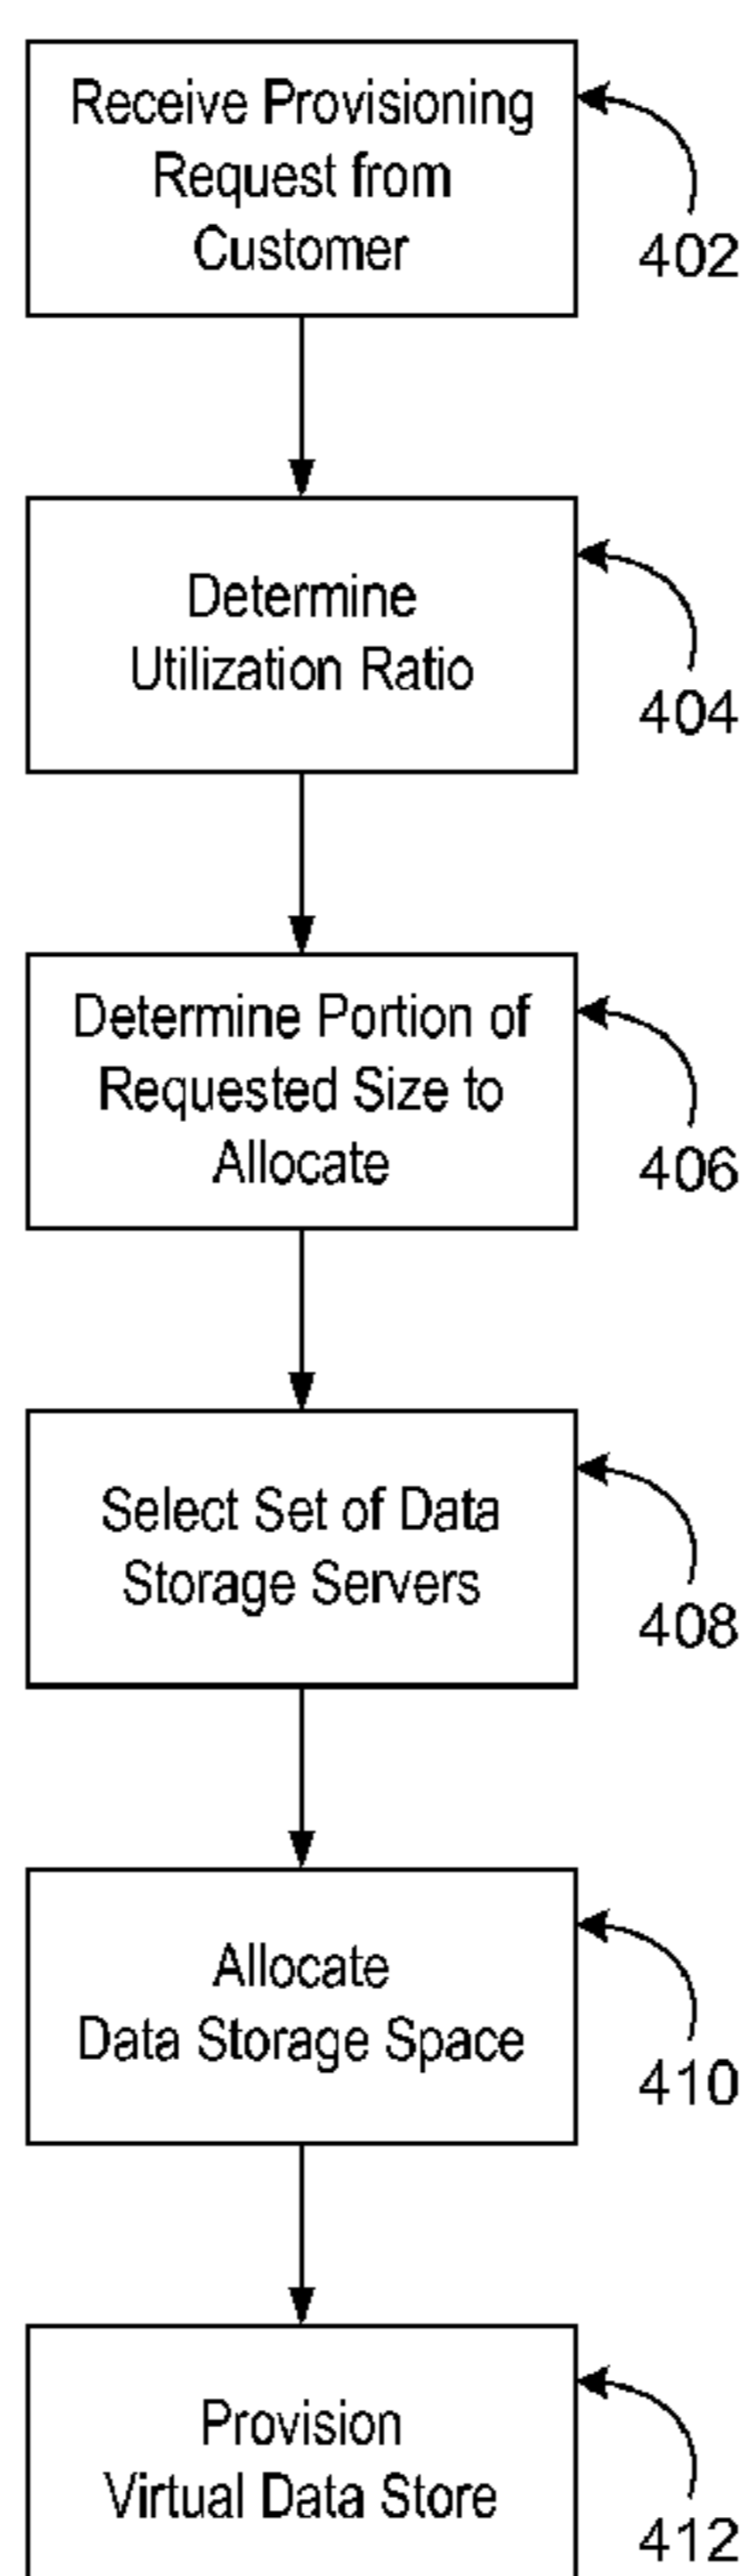 Receive Provisioning
Request from
Customer
402
Determine
Utilization Ratio
404
Determine Portion of
Requested Size to
Allocate
406
Select Set of Data
Storage Servers
408
Allocate
Data Storage Space
410
Provision
Virtual Data Store
412